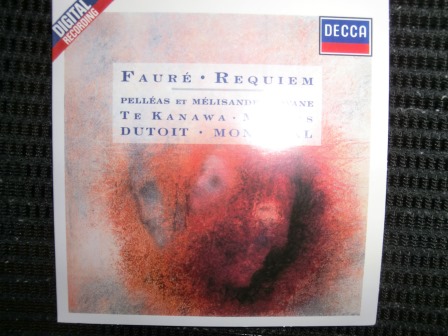 DIGITAL
RECORDING
DECCA
FAURÉ · REQUIEM
PELLÉAS ET MÉLISANDE
TE KANAWA ·
DUTOIT ·